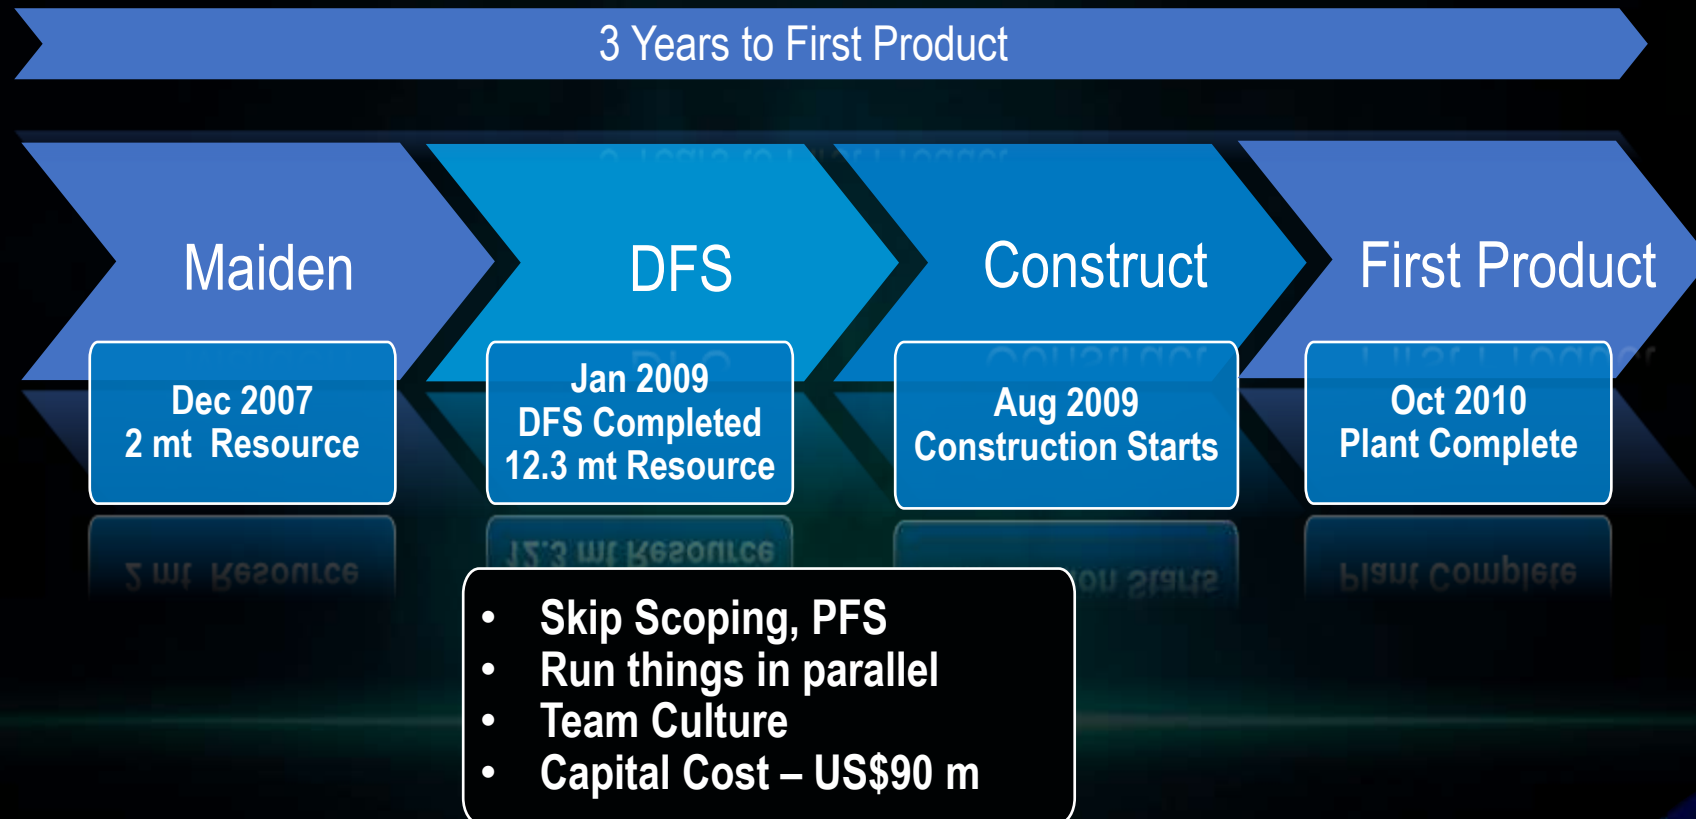 3 Years to First Product
Maiden
DFS
Construct
First Product
Dec 2007
2 mt  Resource
Jan 2009
DFS Completed
12.3 mt Resource
Aug 2009
Construction Starts
Oct 2010
Plant Complete
• Skip Scoping, PFS
• Run things in parallel
• Team Culture
• Capital Cost – US$90 m